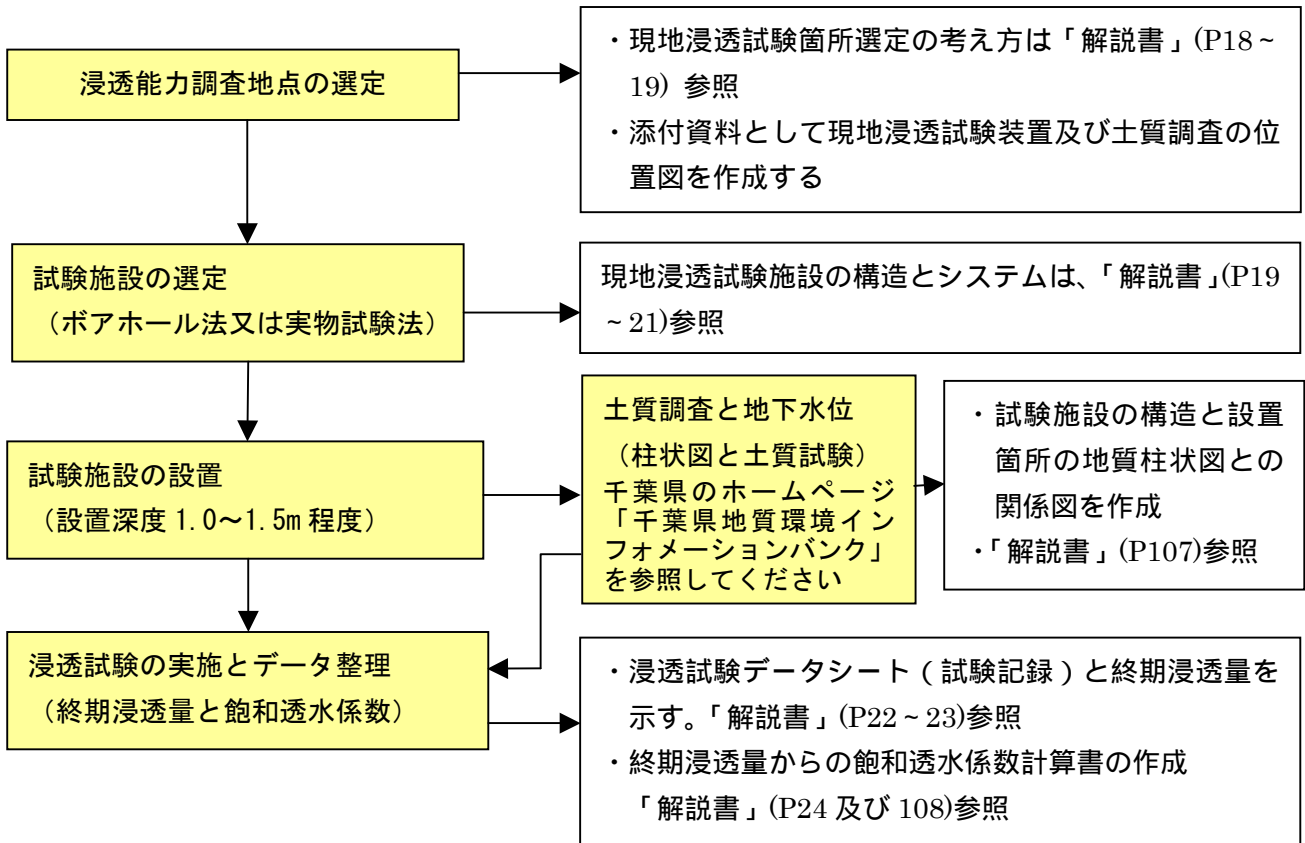 浸透能力調査地点の選定
・現地浸透試験箇所選定の考え方は「解説書」(P18~
19) 参照
・添付資料として現地浸透試験装置及び土質調査の位
置図を作成する
試験施設の選定
(ボアホール法又は実物試験法)
現地浸透試験施設の構造とシステムは、「解説書」(P19
~21)参照
試験施設の設置
(設置深度 1.0~1.5m 程度)
土質調査と地下水位
(柱状図と土質試験)
千葉県のホームページ
「千葉県地質環境イン
フォメーションバンク」
を参照してください
・試験施設の構造と設置
箇所の地質柱状図との
関係図を作成
・「解説書」(P107)参照
浸透試験の実施とデータ整理
(終期浸透量と飽和透水係数)
・浸透試験データシート(試験記録)と終期浸透量を
示す。「解説書」(P22~23)参照
・終期浸透量からの飽和透水係数計算書の作成
「解説書」(P24 及び 108)参照